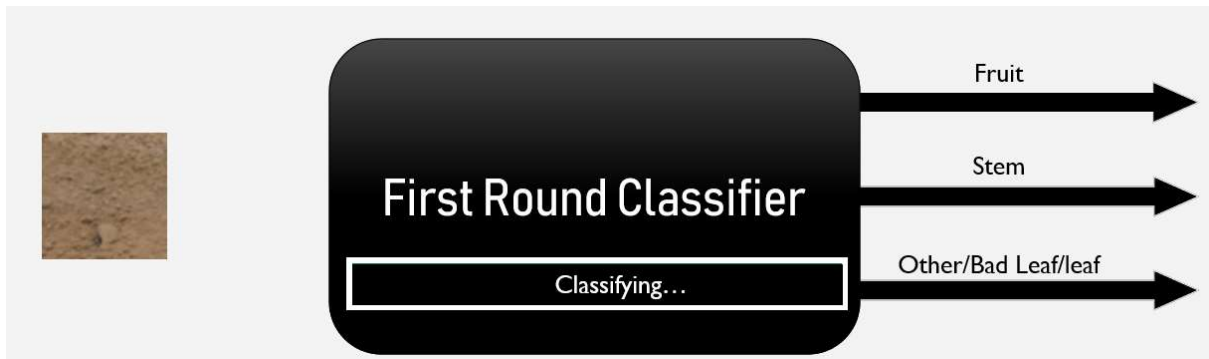 Fruit
Stem
First Round Classifier
Other/Bad Leaf/leaf
Classifying…